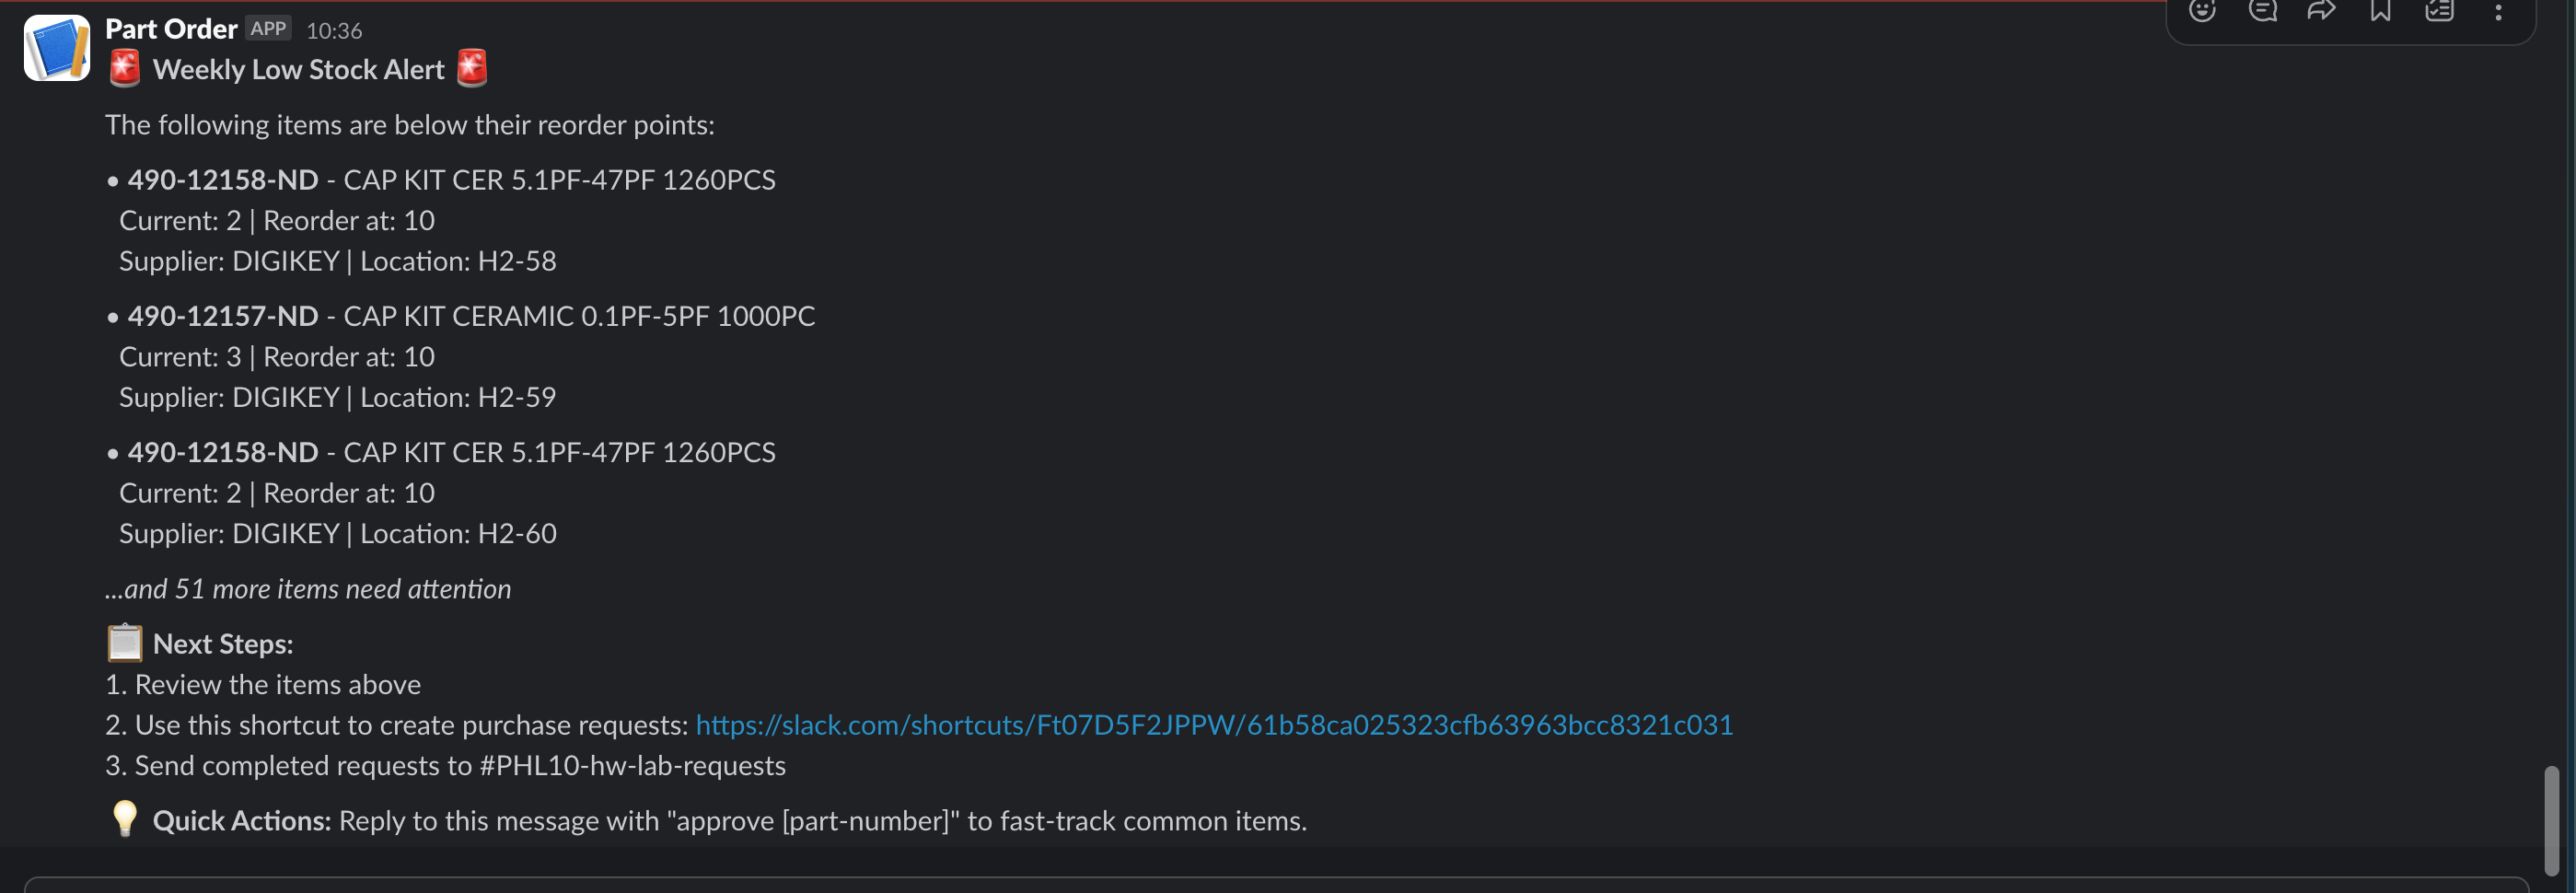 Part Order APP 10:36
🚨 Weekly Low Stock Alert 🚨
The following items are below their reorder points:
• 490-12158-ND - CAP KIT CER 5.1PF-47PF 1260PCS
Current: 2 | Reorder at: 10
Supplier: DIGIKEY | Location: H2-58
• 490-12157-ND - CAP KIT CERAMIC 0.1PF-5PF 1000PC
Current: 3 | Reorder at: 10
Supplier: DIGIKEY | Location: H2-59
• 490-12158-ND - CAP KIT CER 5.1PF-47PF 1260PCS
Current: 2 | Reorder at: 10
Supplier: DIGIKEY | Location: H2-60
...and 51 more items need attention
📋 Next Steps:
1. Review the items above
2. Use this shortcut to create purchase requests: https://slack.com/shortcuts/Ft07D5F2JPPW/61b58ca025323cfb63963bcc8321c031
3. Send completed requests to #PHL10-hw-lab-requests
💡 Quick Actions: Reply to this message with "approve [part-number]" to fast-track common items.